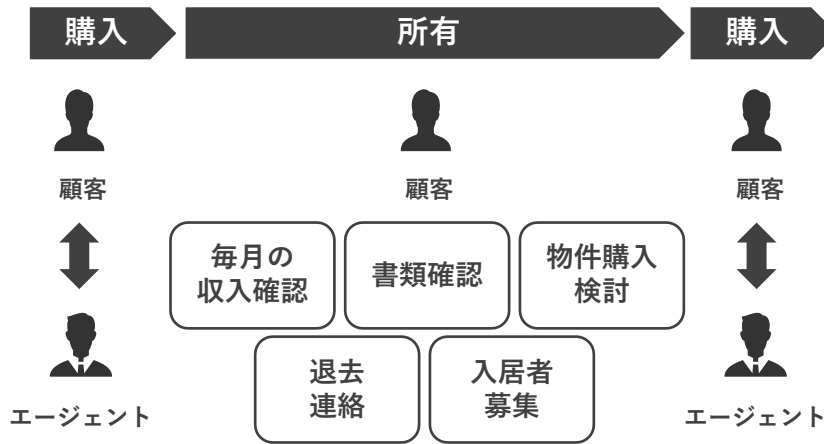 購入
所有
購入
顧客
顧客
顧客
毎月の
収入確認
書類確認
物件購入
検討
退去
連絡
入居者
募集
エージェント
エージェント